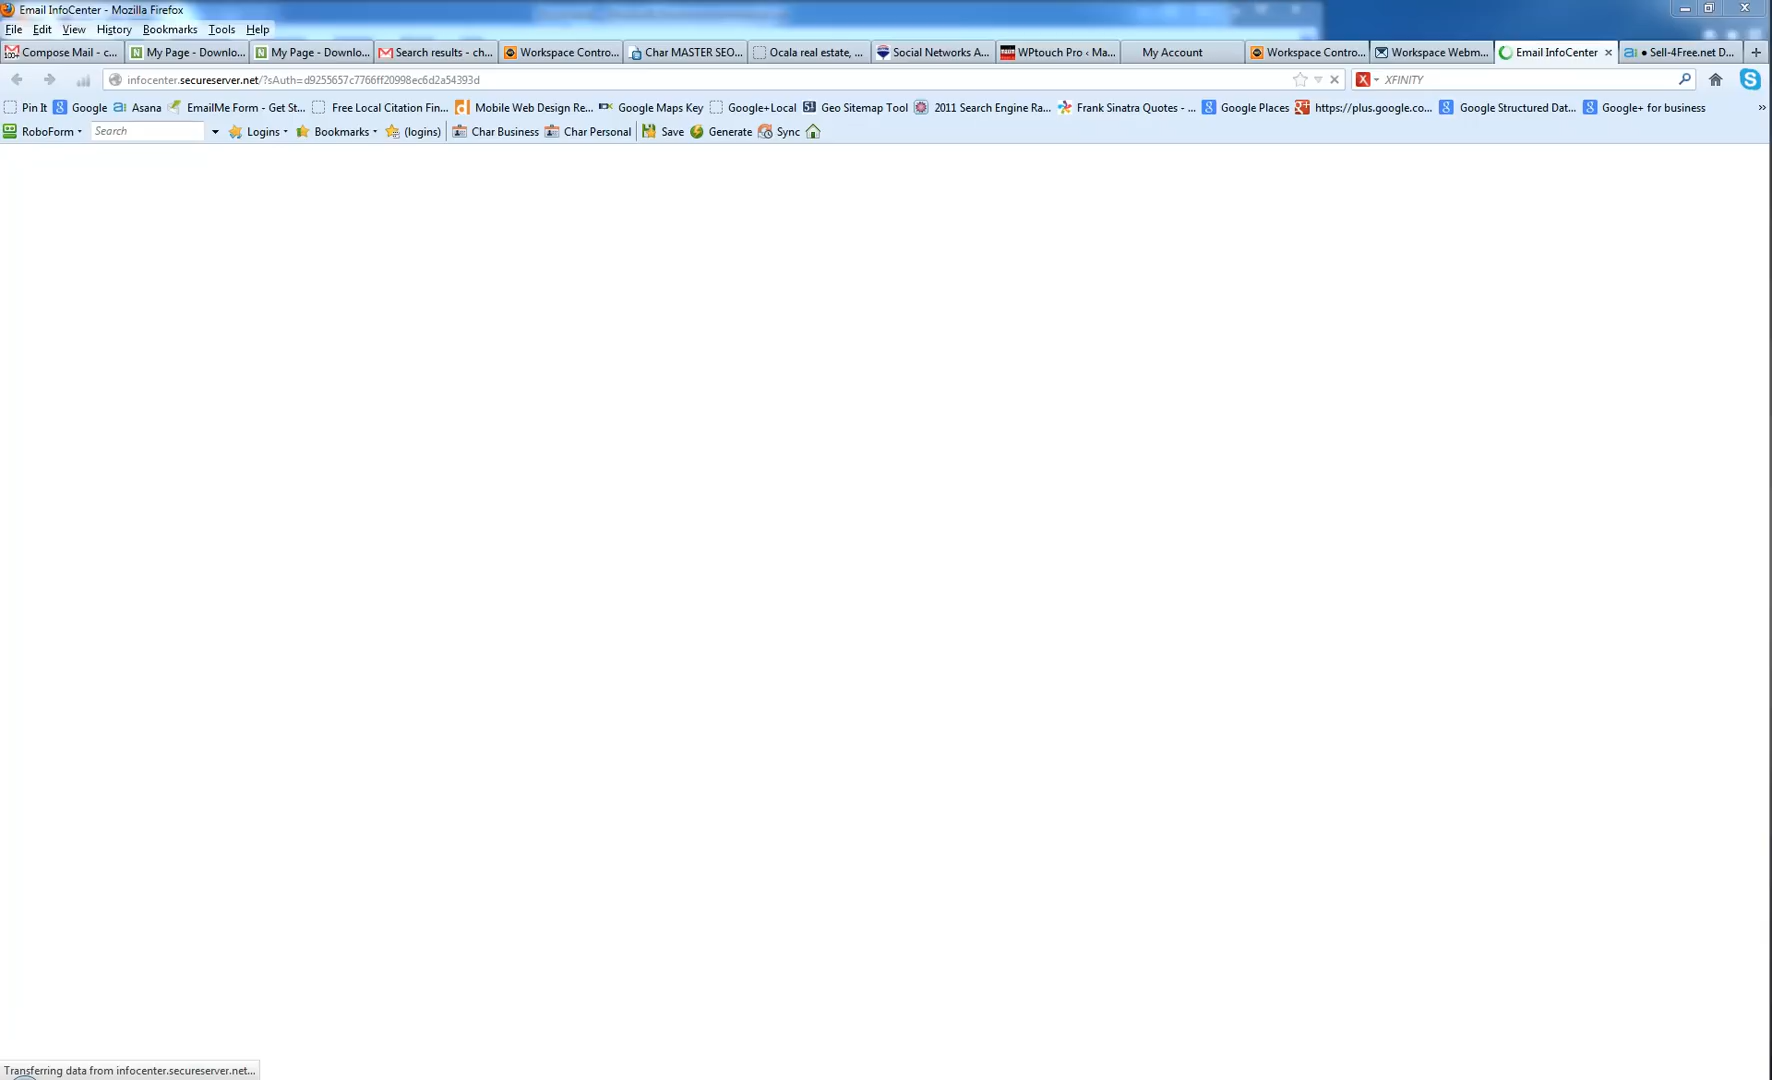 Email InfoCenter - Mozilla Firefox
File Edit View History Bookmarks Tools Help
Compose Mail - c... My Page - Downlo... My Page - Downlo... Search results - ch... Workspace Contro... Char MASTER SEO... Ocala real estate, ... Social Networks A... WPtouch Pro ‹ Ma... My Account Workspace Contro... Workspace Webm... Email InfoCenter × • Sell-4Free.net D... +
infocenter.secureserver.net/?sAuth=d9255657c7766ff20998ec6d2a54393d XFINITY
Pin It Google Asana EmailMe Form - Get St... Free Local Citation Fin... Mobile Web Design Re... Google Maps Key Google+Local Geo Sitemap Tool 2011 Search Engine Ra... Frank Sinatra Quotes - ... Google Places https://plus.google.co... Google Structured Dat... Google+ for business »
RoboForm Search Logins Bookmarks (logins) Char Business Char Personal Save Generate Sync
Transferring data from infocenter.secureserver.net...